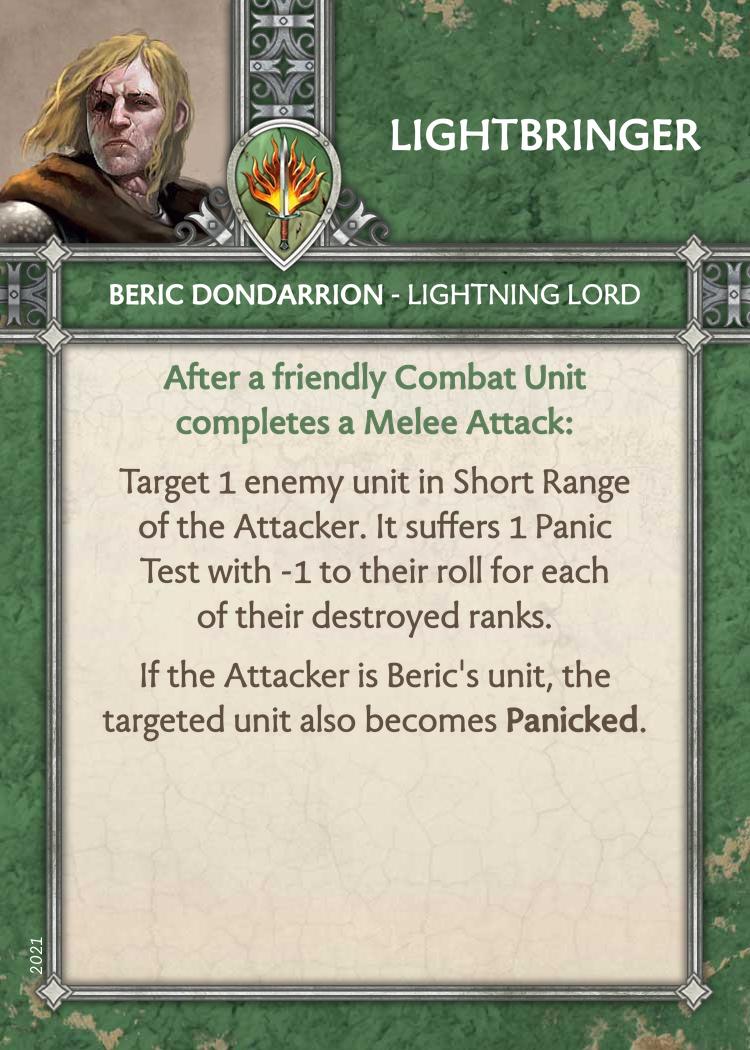 LIGHTBRINGER
BERIC DONDARRION - LIGHTNING LORD
After a friendly Combat Unit
completes a Melee Attack:
Target 1 enemy unit in Short Range
of the Attacker. It suffers 1 Panic
Test with -1 to their roll for each
of their destroyed ranks.
If the Attacker is Beric's unit, the
targeted unit also becomes Panicked.
2021